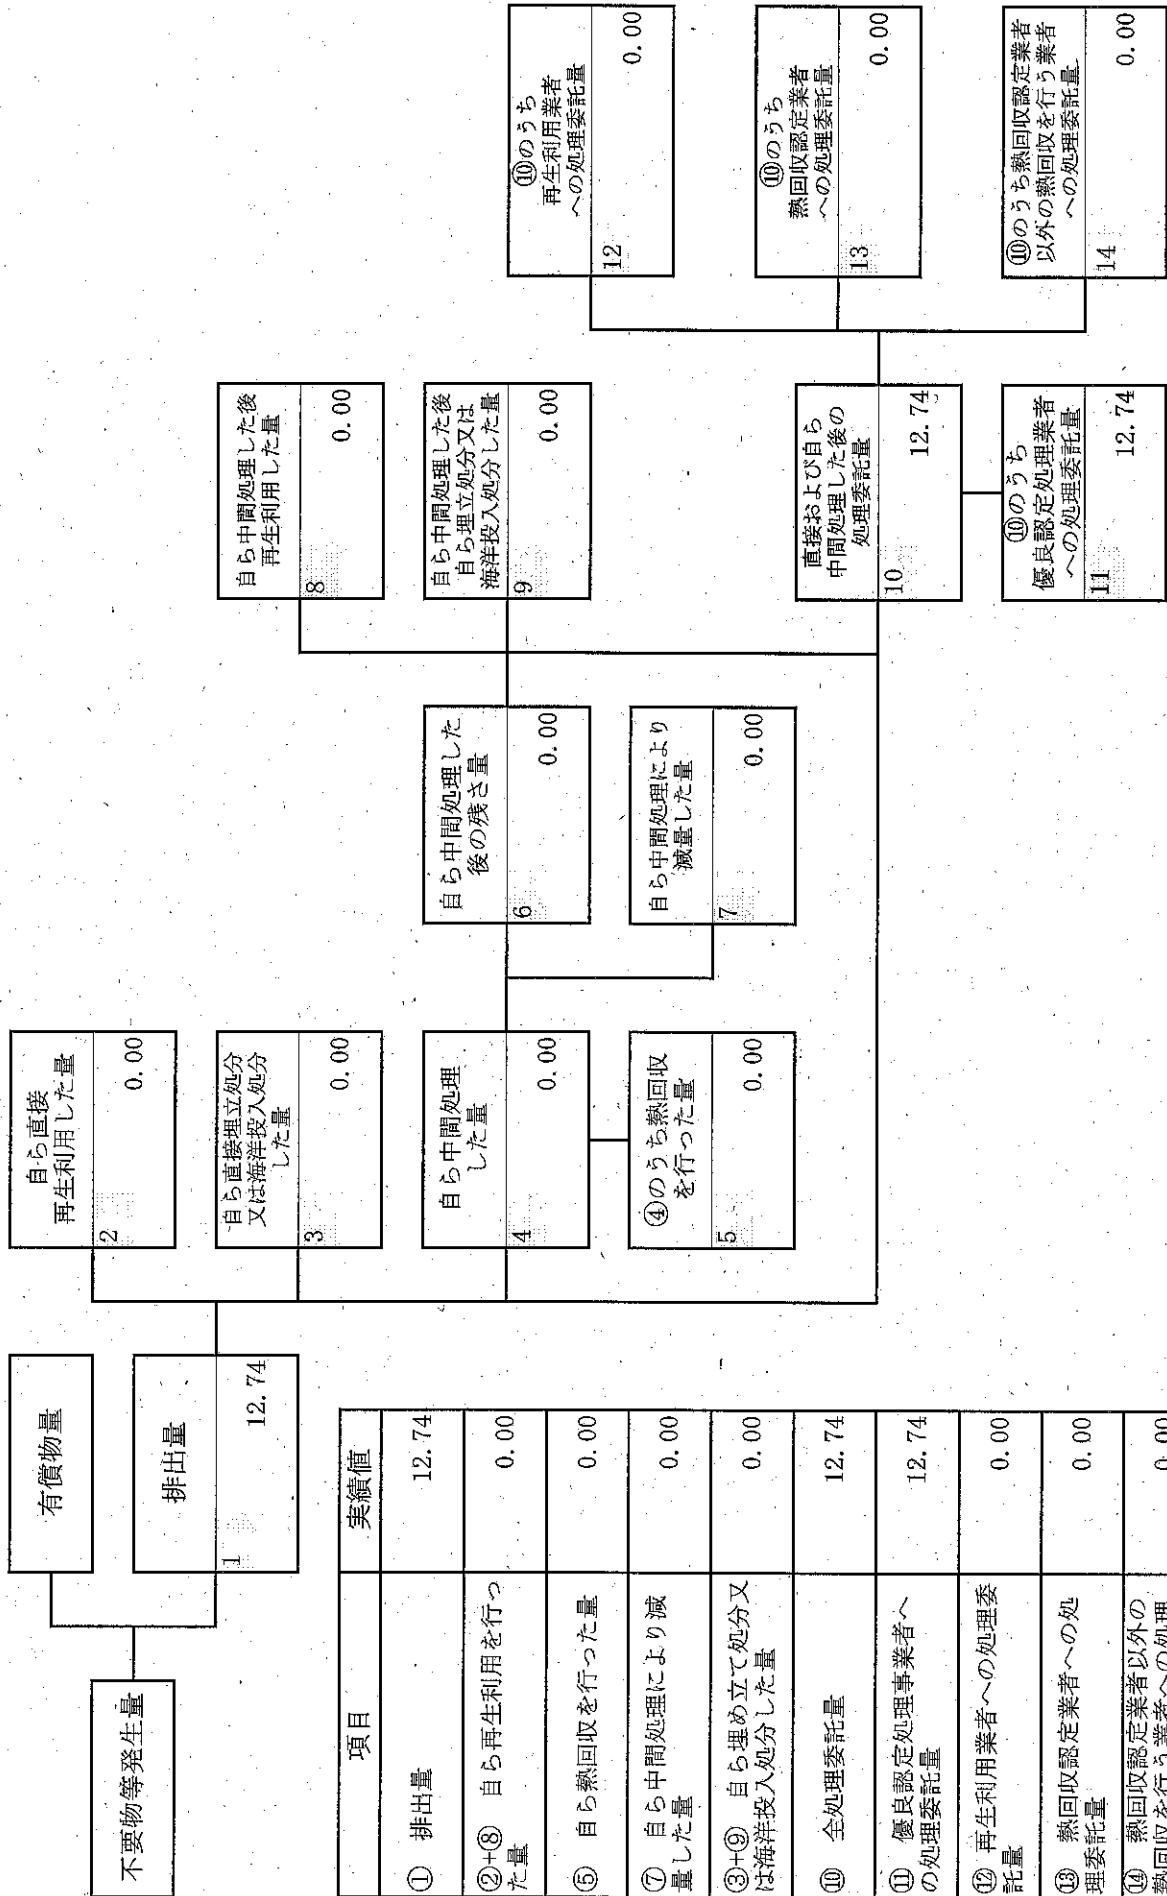 不要物等発生量
有償物量
排出量
1
12.74
自ら直接
再生利用した量
2
0.00
自ら直接埋立処分
又は海洋投入処分
した量
3
0.00
自ら中間処理
した量
4
0.00
④のうち熱回収
を行った量
5
0.00
自ら中間処理した
後の残さ量
6
0.00
自ら中間処理により
減量した量
7
0.00
自ら中間処理した後
再生利用した量
8
0.00
自ら中間処理した後
自ら埋立処分又は
海洋投入処分した量
9
0.00
直接および自ら
中間処理した後の
処理委託量
10
12.74
⑩のうち
優良認定処理業者
への処理委託量
11
12.74
⑩のうち
再生利用業者
への処理委託量
12
0.00
⑩のうち
熱回収認定業者
への処理委託量
13
0.00
⑩のうち熱回収認定業者
以外の熱回収を行う業者
への処理委託量
14
0.00
項目 実績値
① 排出量 12.74
②+⑧ 自ら再生利用を行っ
た量 0.00
⑤ 自ら熱回収を行った量 0.00
⑦ 自ら中間処理により減
量した量 0.00
③+⑨ 自ら埋め立て処分又
は海洋投入処分した量 0.00
⑩ 全処理委託量 12.74
⑪ 優良認定処理事業者へ
の処理委託量 12.74
⑫ 再生利用業者への処理委
託量 0.00
⑬ 熱回収認定業者への処
理委託量 0.00
⑭ 熱回収認定業者以外の
熱回収を行う業者への処理 0.00